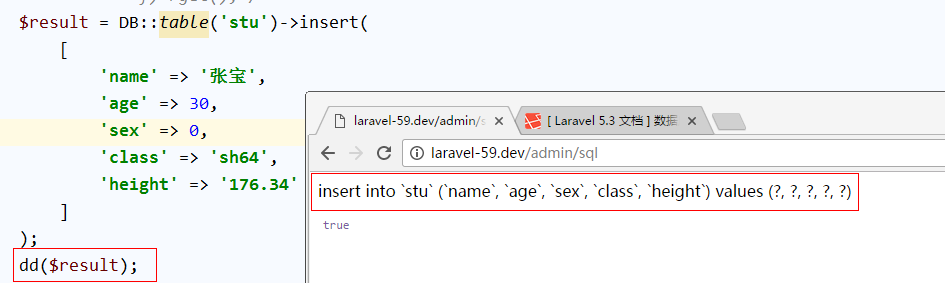 $result = DB::table('stu')->insert(
[
'name' => '张宝',
'age' => 30,
'sex' => 0,
'class' => 'sh64',
'height' => '176.34'
]
);
dd($result);
laravel-59.dev/admin/s
[ Laravel 5.3 文档 ] 数据
laravel-59.dev/admin/sql
insert into `stu` (`name`, `age`, `sex`, `class`, `height`) values (?, ?, ?, ?, ?)
true